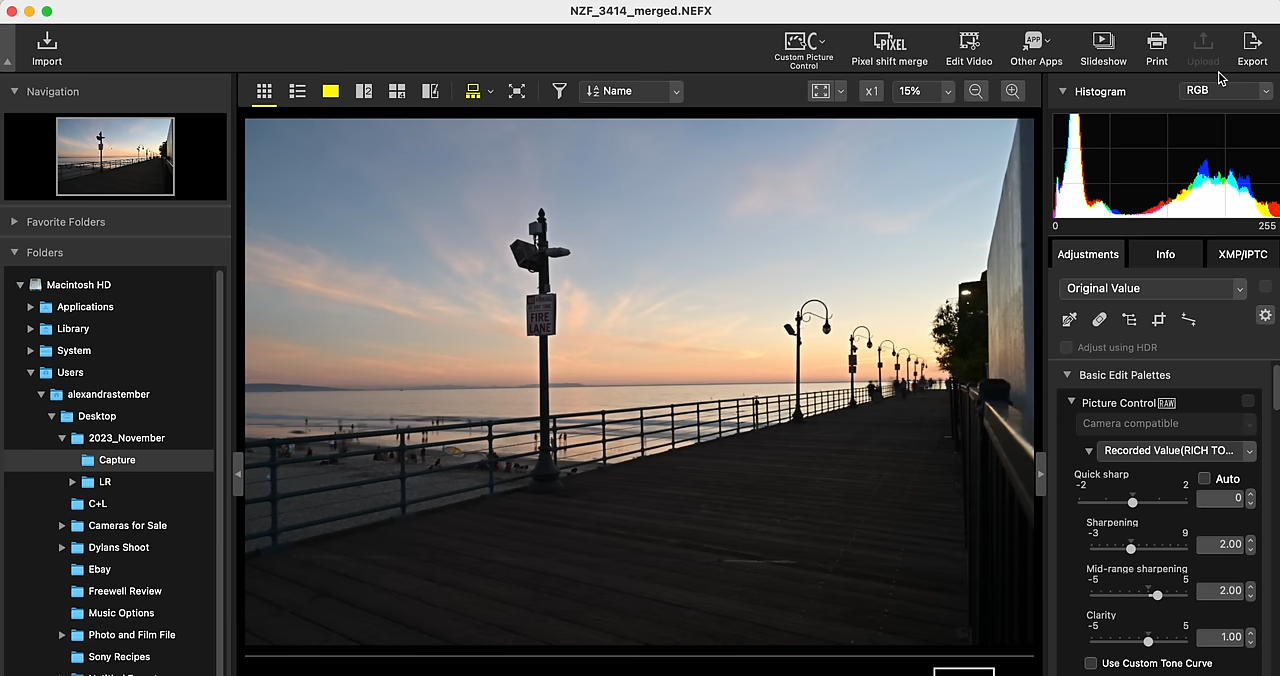 NZF_3414_merged.NEFX
Import
Custom Picture
Control
Pixel shift merge
Edit Video
Other Apps
Slideshow
Print
Upload
Export
C
PIXEL
APP
Navigation
Name
x1
15%
Histogram
RGB
0
255
Favorite Folders
Folders
Macintosh HD
Applications
Library
System
Users
alexandrastember
Desktop
2023_November
Capture
LR
C+L
Cameras for Sale
Dylans Shoot
Ebay
Freewell Review
Music Options
Photo and Film File
Sony Recipes
FIRE
LANE
Adjustments
Info
XMP/IPTC
Original Value
Adjust using HDR
Basic Edit Palettes
Picture Control RAW
Camera compatible
Recorded Value(RICH TO...
Quick sharp
-2
2
Auto
0
Sharpening
-3
9
2.00
Mid-range sharpening
-5
5
2.00
Clarity
-5
5
1.00
Use Custom Tone Curve